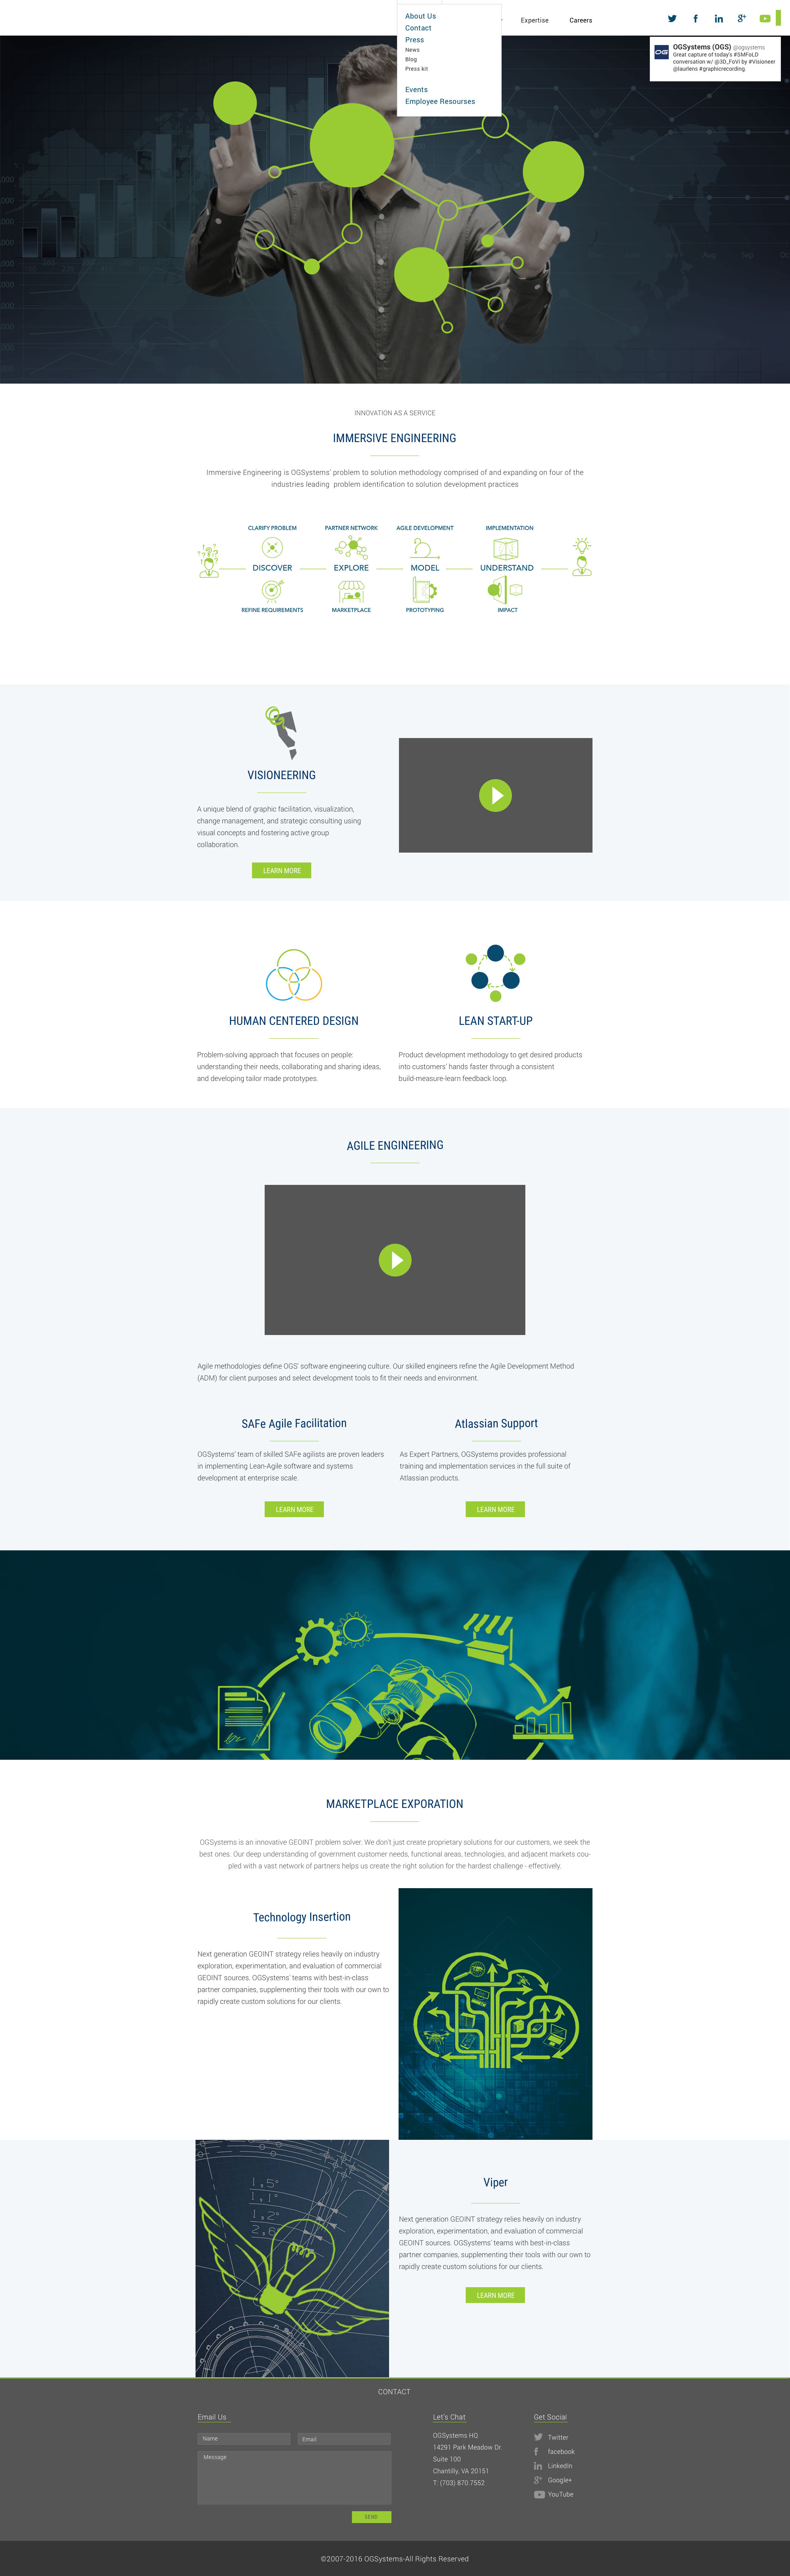 About Us
Contact
Press
News
Blog
Press kit
Events
Employee Resourses
Expertise
Careers
OG
OGSystems (OGS) @ogsystems
Great capture of today's #SMFoLD
conversation w/ @3D_FoVi by #Visioneer
@laurlens #graphicrecording.
INNOVATION AS A SERVICE
IMMERSIVE ENGINEERING
Immersive Engineering is OGSystems' problem to solution methodology comprised of and expanding on four of the
industries leading problem identification to solution development practices
CLARIFY PROBLEM
PARTNER NETWORK
AGILE DEVELOPMENT
IMPLEMENTATION
DISCOVER
EXPLORE
MODEL
UNDERSTAND
REFINE REQUIREMENTS
MARKETPLACE
PROTOTYPING
IMPACT
VISIONEERING
A unique blend of graphic facilitation, visualization,
change management, and strategic consulting using
visual concepts and fostering active group
collaboration.
LEARN MORE
HUMAN CENTERED DESIGN
Problem-solving approach that focuses on people:
understanding their needs, collaborating and sharing ideas,
and developing tailor made prototypes.
LEAN START-UP
Product development methodology to get desired products
into customers' hands faster through a consistent
build-measure-learn feedback loop.
AGILE ENGINEERING
Agile methodologies define OGS' software engineering culture. Our skilled engineers refine the Agile Development Method
(ADM) for client purposes and select development tools to fit their needs and environment.
SAFe Agile Facilitation
OGSystems' team of skilled SAFe agilists are proven leaders
in implementing Lean-Agile software and systems
development at enterprise scale.
LEARN MORE
Atlassian Support
As Expert Partners, OGSystems provides professional
training and implementation services in the full suite of
Atlassian products.
LEARN MORE
MARKETPLACE EXPORATION
OGSystems is an innovative GEOINT problem solver. We don't just create proprietary solutions for our customers, we seek the
best ones. Our deep understanding of government customer needs, functional areas, technologies, and adjacent markets cou-
pled with a vast network of partners helps us create the right solution for the hardest challenge - effectively.
Technology Insertion
Next generation GEOINT strategy relies heavily on industry
exploration, experimentation, and evaluation of commercial
GEOINT sources. OGSystems' teams with best-in-class
partner companies, supplementing their tools with our own to
rapidly create custom solutions for our clients.
1,5°
1,1°
1,2°
2,6°
Viper
Next generation GEOINT strategy relies heavily on industry
exploration, experimentation, and evaluation of commercial
GEOINT sources. OGSystems' teams with best-in-class
partner companies, supplementing their tools with our own to
rapidly create custom solutions for our clients.
LEARN MORE
CONTACT
Email Us
Name
Email
Message
SEND
Let's Chat
OGSystems HQ
14291 Park Meadow Dr.
Suite 100
Chantilly, VA 20151
T: (703) 870.7552
Get Social
Twitter
facebook
LinkedIn
Google+
YouTube
©2007-2016 OGSystems-All Rights Reserved